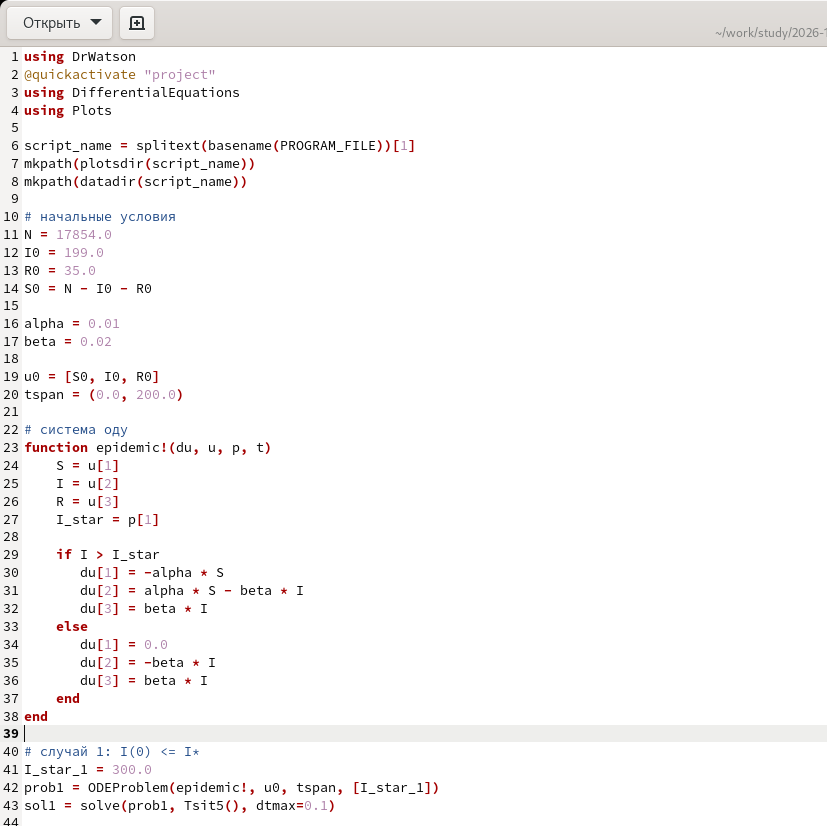 Открыть
~/work/study/2026-1
1 using DrWatson
2 @quickactivate "project"
3 using DifferentialEquations
4 using Plots
5
6 script_name = splitext(basename(PROGRAM_FILE))[1]
7 mkpath(plotsdir(script_name))
8 mkpath(datadir(script_name))
9
10 # начальные условия
11 N = 17854.0
12 I0 = 199.0
13 R0 = 35.0
14 S0 = N - I0 - R0
15
16 alpha = 0.01
17 beta = 0.02
18
19 u0 = [S0, I0, R0]
20 tspan = (0.0, 200.0)
21
22 # система оду
23 function epidemic!(du, u, p, t)
24     S = u[1]
25     I = u[2]
26     R = u[3]
27     I_star = p[1]
28
29     if I > I_star
30        du[1] = -alpha * S
31        du[2] = alpha * S - beta * I
32        du[3] = beta * I
33     else
34        du[1] = 0.0
35        du[2] = -beta * I
36        du[3] = beta * I
37     end
38 end
39
40 # случай 1: I(0) <= I*
41 I_star_1 = 300.0
42 prob1 = ODEProblem(epidemic!, u0, tspan, [I_star_1])
43 sol1 = solve(prob1, Tsit5(), dtmax=0.1)
44